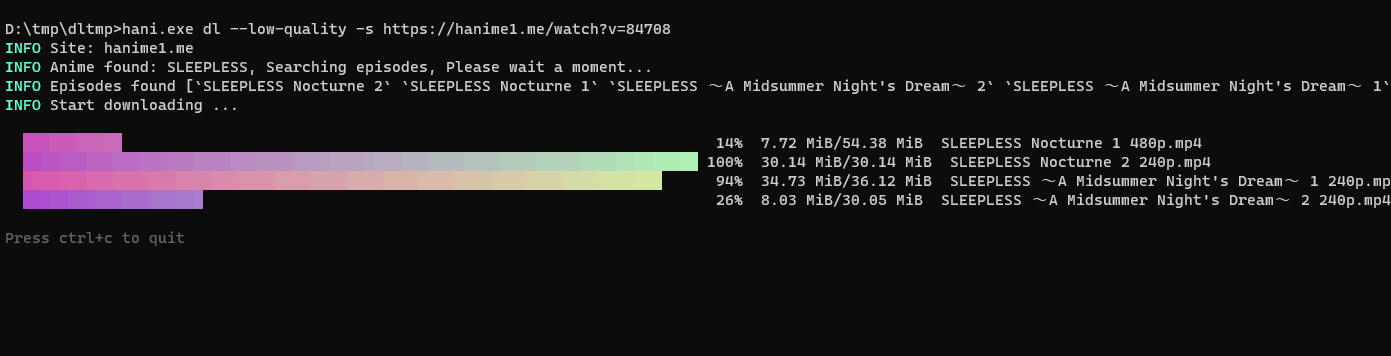 D:\tmp\dltmp>hani.exe dl --low-quality -s https://hanime1.me/watch?v=84708
INFO Site: hanime1.me
INFO Anime found: SLEEPLESS, Searching episodes, Please wait a moment...
INFO Episodes found [`SLEEPLESS Nocturne 2` `SLEEPLESS Nocturne 1` `SLEEPLESS ～A Midsummer Night's Dream～ 2` `SLEEPLESS ～A Midsummer Night's Dream～ 1`
INFO Start downloading ...
14% 7.72 MiB/54.38 MiB SLEEPLESS Nocturne 1 480p.mp4
100% 30.14 MiB/30.14 MiB SLEEPLESS Nocturne 2 240p.mp4
94% 34.73 MiB/36.12 MiB SLEEPLESS ～A Midsummer Night's Dream～ 1 240p.mp
26% 8.03 MiB/30.05 MiB SLEEPLESS ～A Midsummer Night's Dream～ 2 240p.mp4
Press ctrl+c to quit